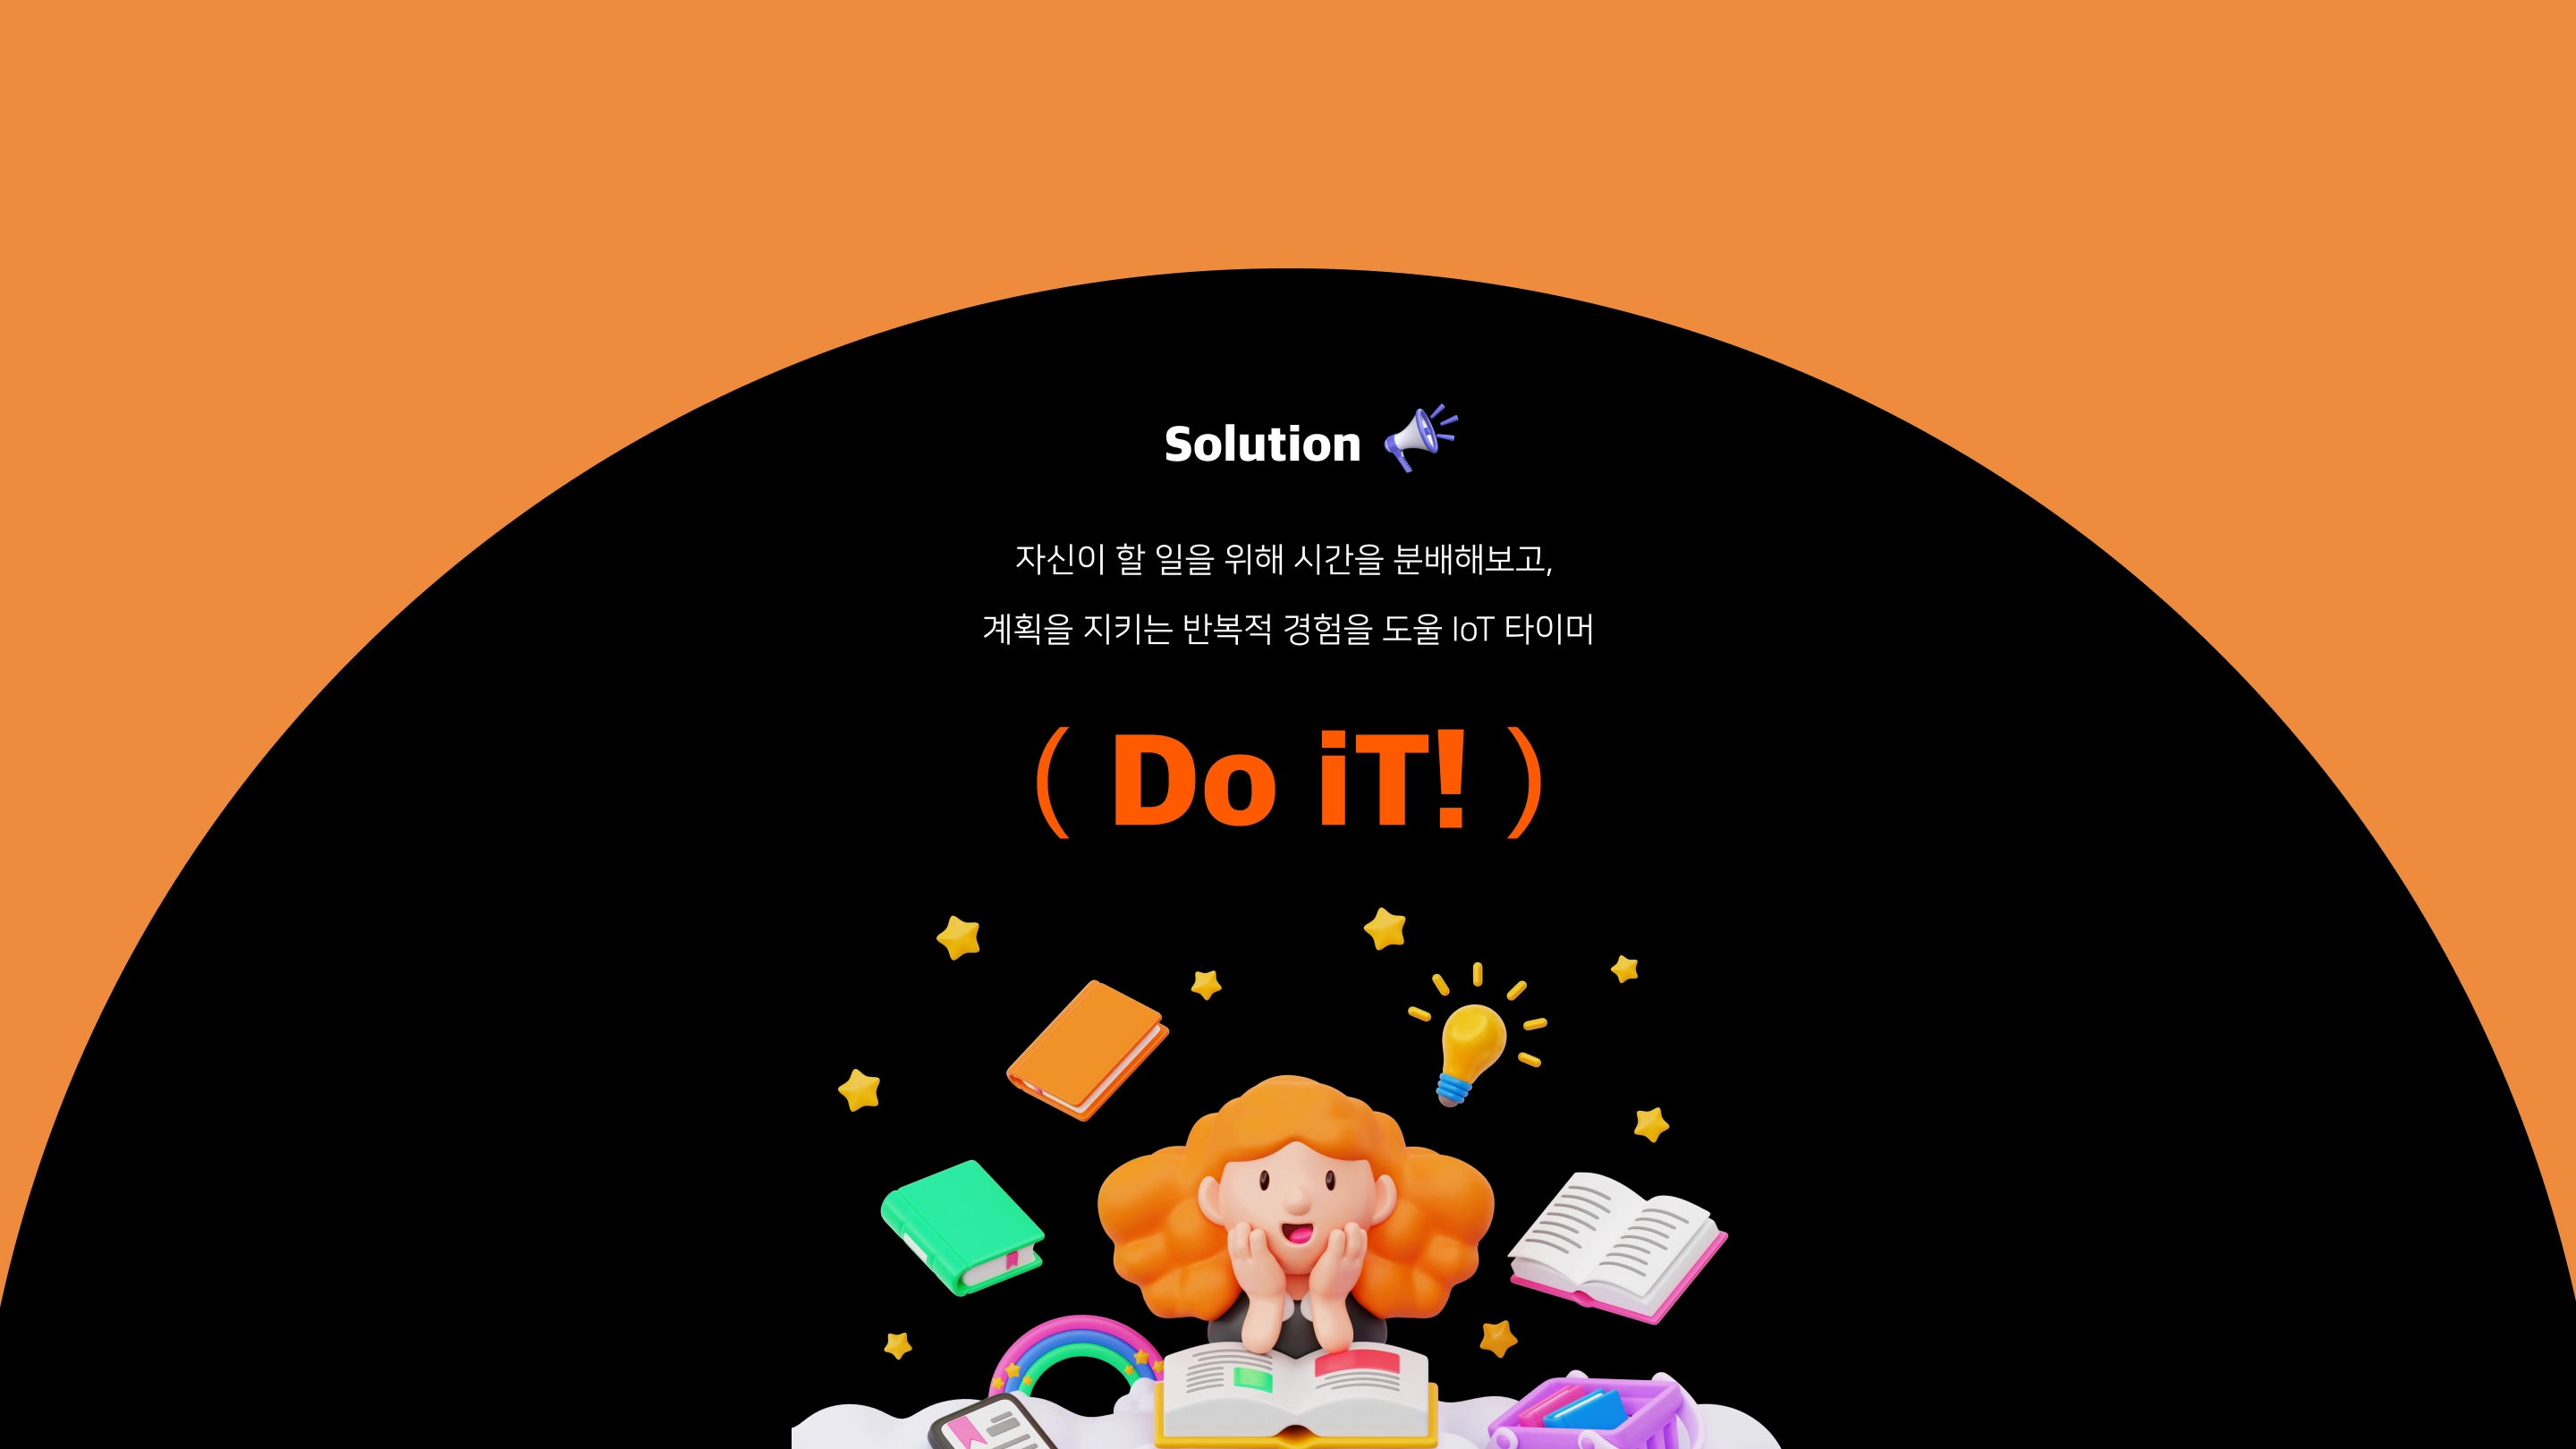 Solution
자신이 할 일을 위해 시간을 분배해보고,
계획을 지키는 반복적 경험을 도울 IoT 타이머
( Do iT! )